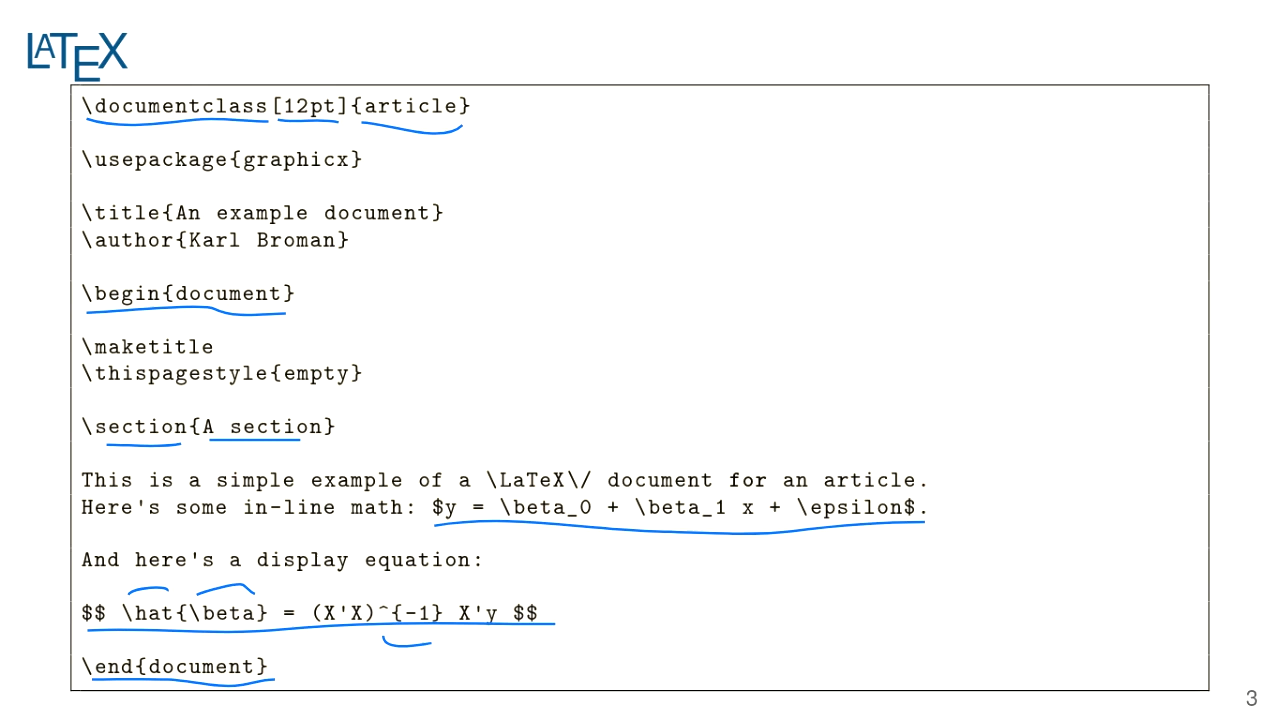 LATEX
\documentclass[12pt]{article}
\usepackage{graphicx}
\title{An example document}
\author{Karl Broman}
\begin{document}
\maketitle
\thispagestyle{empty}
\section{A section}
This is a simple example of a \LaTeX\/ document for an article.
Here's some in-line math: $y = \beta_0 + \beta_1 x + \epsilon$.
And here's a display equation:
$$ \hat{\beta} = (X'X)^{-1} X'y $$
\end{document}
3